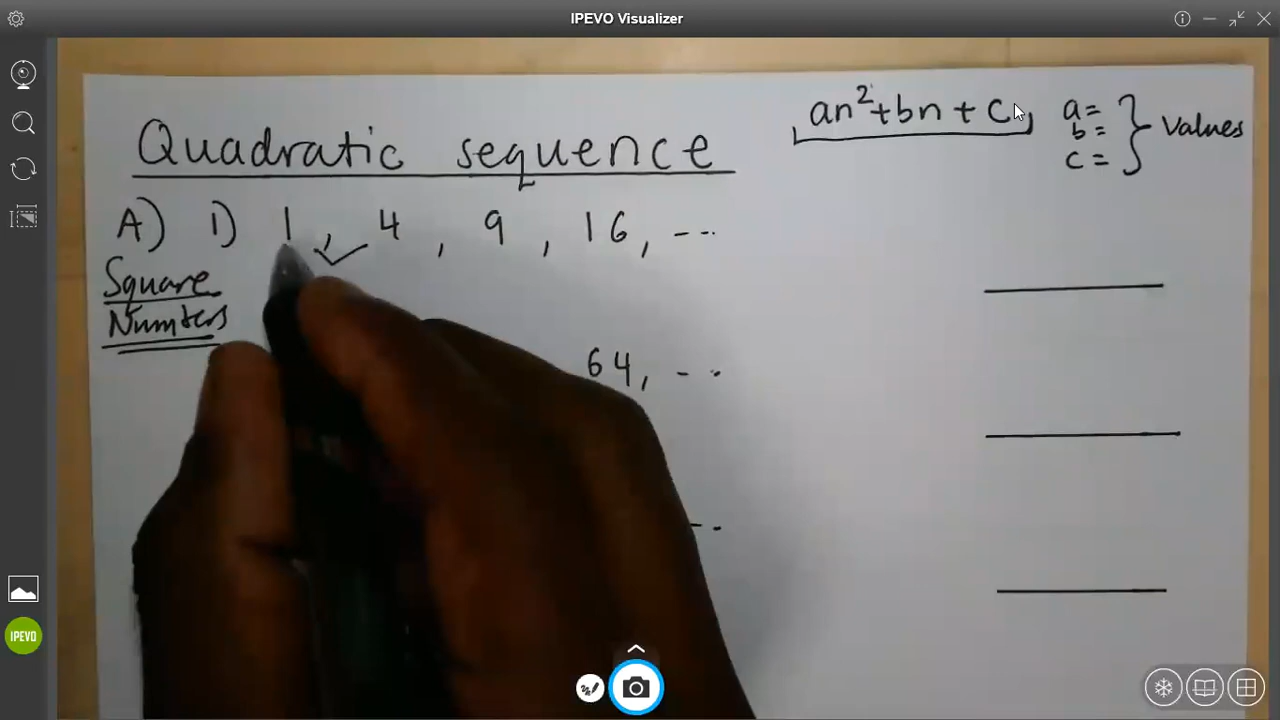 IPEVO Visualizer
an²+bn + c
a=
b=
c=
Values
Quadratic sequence
A) 1) 1, 4, 9, 16, ---
Square
Numbers
64, ---
IPEVO